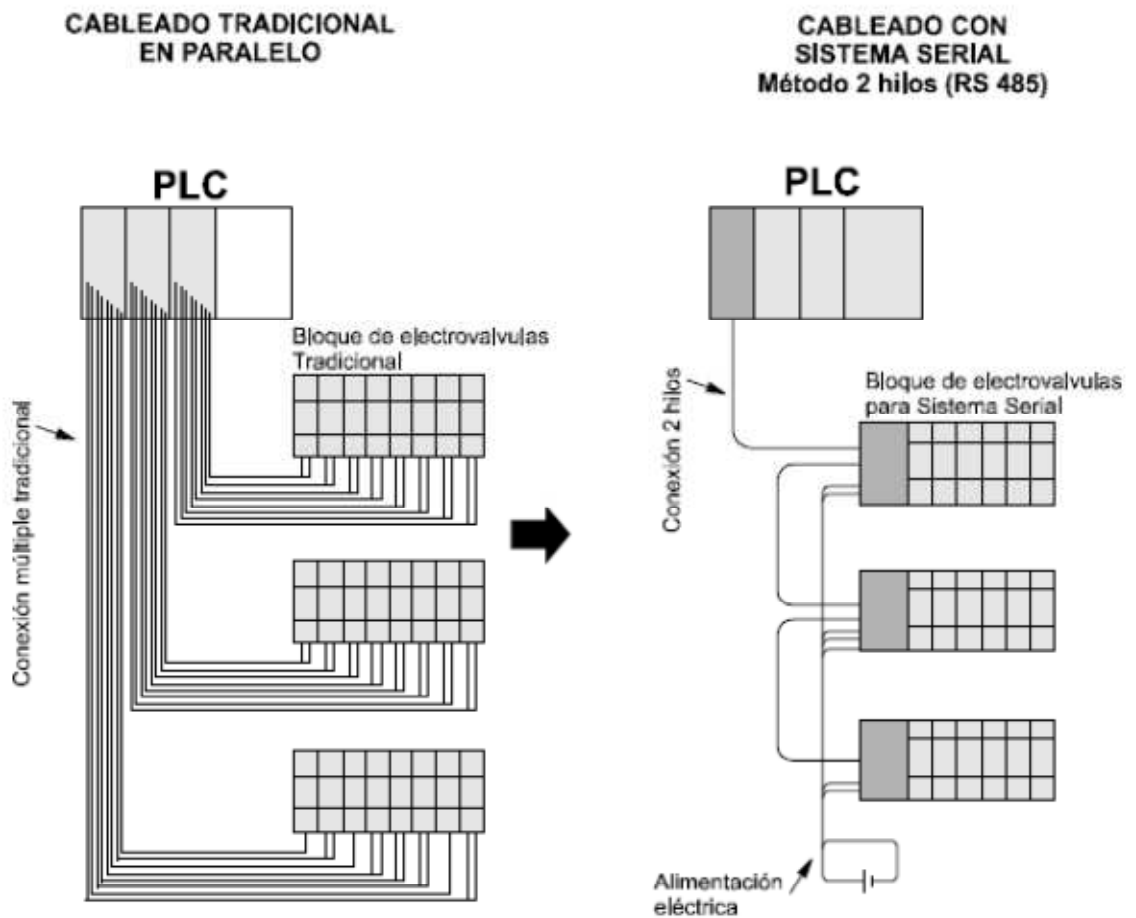 CABLEADO TRADICIONAL
EN PARALELO
CABLEADO CON
SISTEMA SERIAL
Método 2 hilos (RS 485)
PLC
Bloque de electrovalvulas
Tradicional
Conexión múltiple tradicional
PLC
Conexión 2 hilos
Bloque de electrovalvulas
para Sistema Serial
Alimentación
eléctrica